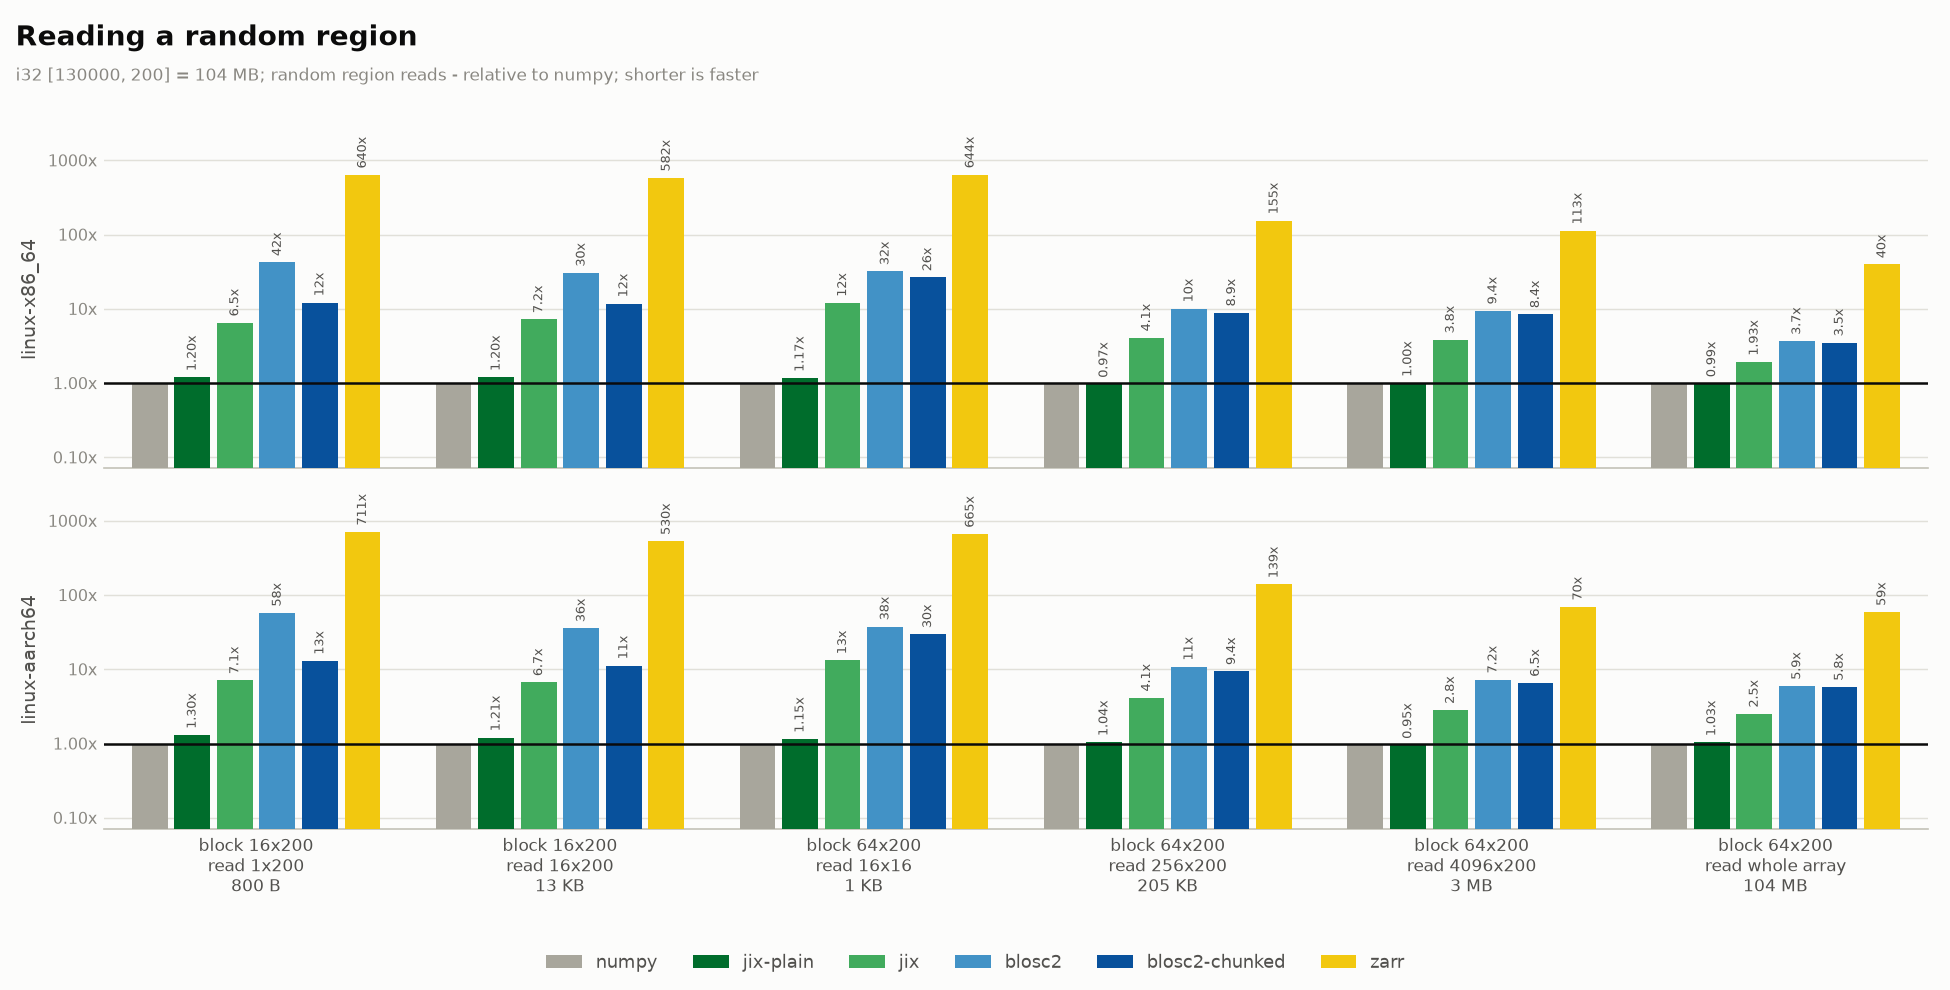 Reading a random region
i32 [130000, 200] = 104 MB; random region reads - relative to numpy; shorter is faster
linux-x86_64
1000x
100x
10x
1.00x
0.10x
1.20x
6.5x
42x
12x
640x
1.20x
7.2x
30x
12x
582x
1.17x
12x
32x
26x
644x
0.97x
4.1x
10x
8.9x
155x
1.00x
3.8x
9.4x
8.4x
113x
0.99x
1.93x
3.7x
3.5x
40x
linux-aarch64
1000x
100x
10x
1.00x
0.10x
1.30x
7.1x
58x
13x
711x
1.21x
6.7x
36x
11x
530x
1.15x
13x
38x
30x
665x
1.04x
4.1x
11x
9.4x
139x
0.95x
2.8x
7.2x
6.5x
70x
1.03x
2.5x
5.9x
5.8x
59x
block 16x200
read 1x200
800 B
block 16x200
read 16x200
13 KB
block 64x200
read 16x16
1 KB
block 64x200
read 256x200
205 KB
block 64x200
read 4096x200
3 MB
block 64x200
read whole array
104 MB
numpy
jix-plain
jix
blosc2
blosc2-chunked
zarr